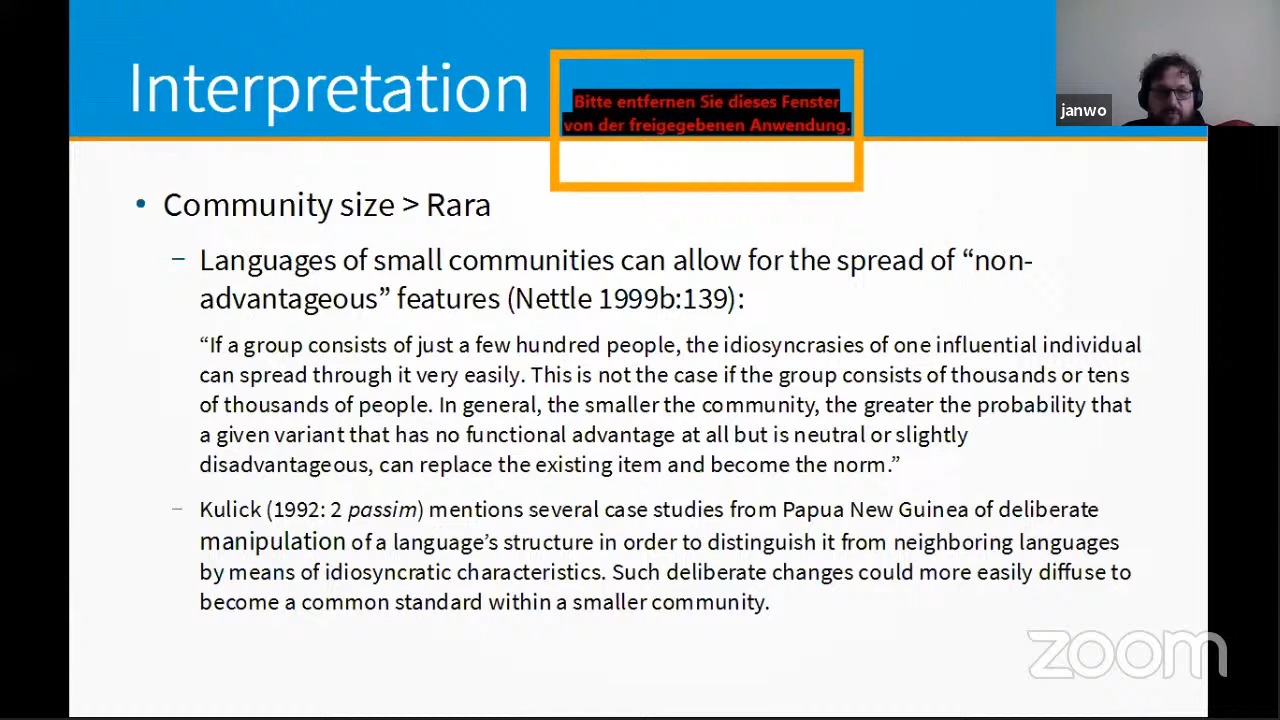 Interpretation
Bitte entfernen Sie dieses Fenster
von der freigegebenen Anwendung.
janwo
• Community size > Rara
– Languages of small communities can allow for the spread of “non-
advantageous” features (Nettle 1999b:139):
“If a group consists of just a few hundred people, the idiosyncrasies of one influential individual
can spread through it very easily. This is not the case if the group consists of thousands or tens
of thousands of people. In general, the smaller the community, the greater the probability that
a given variant that has no functional advantage at all but is neutral or slightly
disadvantageous, can replace the existing item and become the norm.”
– Kulick (1992: 2 passim) mentions several case studies from Papua New Guinea of deliberate
manipulation of a language’s structure in order to distinguish it from neighboring languages
by means of idiosyncratic characteristics. Such deliberate changes could more easily diffuse to
become a common standard within a smaller community.
zoom